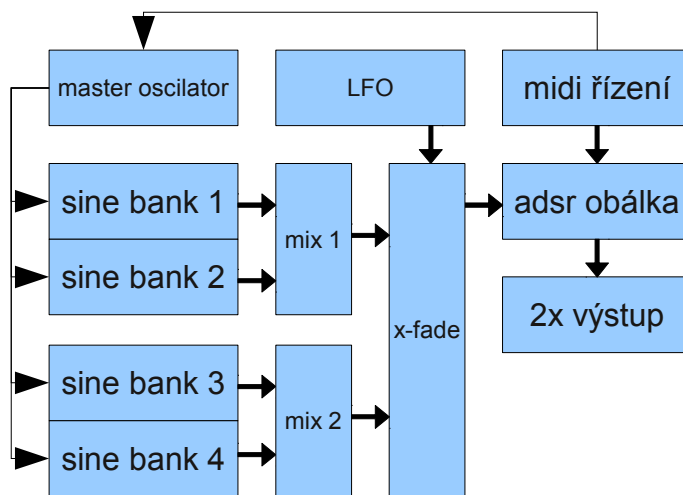 master oscilator
LFO
midi řízení
sine bank 1
sine bank 2
mix 1
adsr obálka
2x výstup
x-fade
sine bank 3
sine bank 4
mix 2